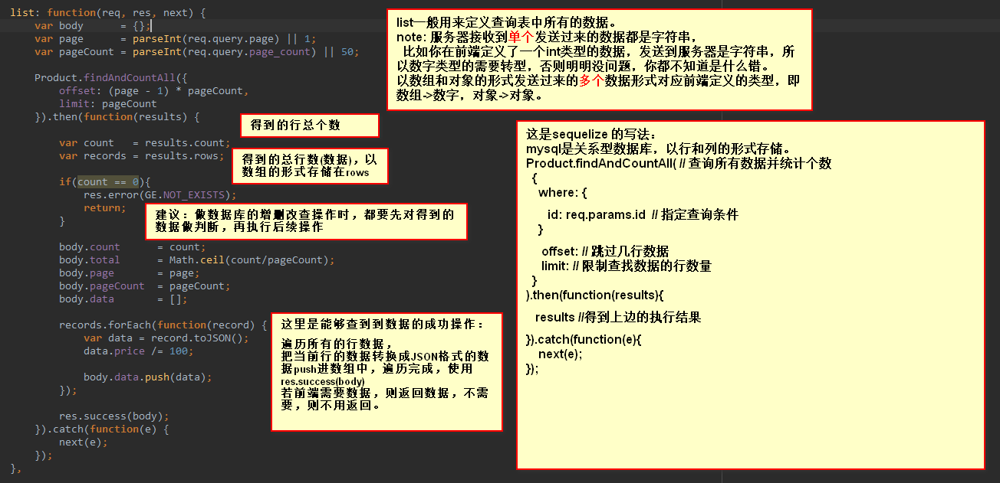 list: function(req, res, next) {
var body = {};
var page = parseInt(req.query.page) || 1;
var pageCount = parseInt(req.query.page_count) || 50;
Product.findAndCountAll({
offset: (page - 1) * pageCount,
limit: pageCount
}).then(function(results) {
var count = results.count;
var records = results.rows;
if(count == 0){
res.error(GE.NOT_EXISTS);
return;
}
body.count = count;
body.total = Math.ceil(count/pageCount);
body.page = page;
body.pageCount = pageCount;
body.data = [];
records.forEach(function(record) {
var data = record.toJSON();
data.price /= 100;
body.data.push(data);
});
res.success(body);
}).catch(function(e) {
next(e);
});
},
list一般用来定义查询表中所有的数据。
note: 服务器接收到单个发送过来的数据都是字符串，
比如你在前端定义了一个int类型的数据，发送到服务器是字符串，所
以数字类型的需要转型，否则明明没问题，你都不知道是什么错。
以数组和对象的形式发送过来的多个数据形式对应前端定义的类型，即
数组->数字，对象->对象。
得到的行总个数
得到的总行数(数据)，以
数组的形式存储在rows
建议：做数据库的增删改查操作时，都要先对得到的
数据做判断，再执行后续操作
这里是能够查到到数据的成功操作：
遍历所有的行数据，
把当前行的数据转换成JSON格式的数
据push进数组中，遍历完成，使用
res.success(body)
若前端需要数据，则返回数据，不需
要，则不用返回。
这是sequelize 的写法：
mysql是关系型数据库，以行和列的形式存储。
Product.findAndCountAll( // 查询所有数据并统计个数
{
where: {
id: req.params.id // 指定查询条件
}
offset: // 跳过几行数据
limit: // 限制查找数据的行数量
}
).then(function(results){
results //得到上边的执行结果
}).catch(function(e){
next(e);
});